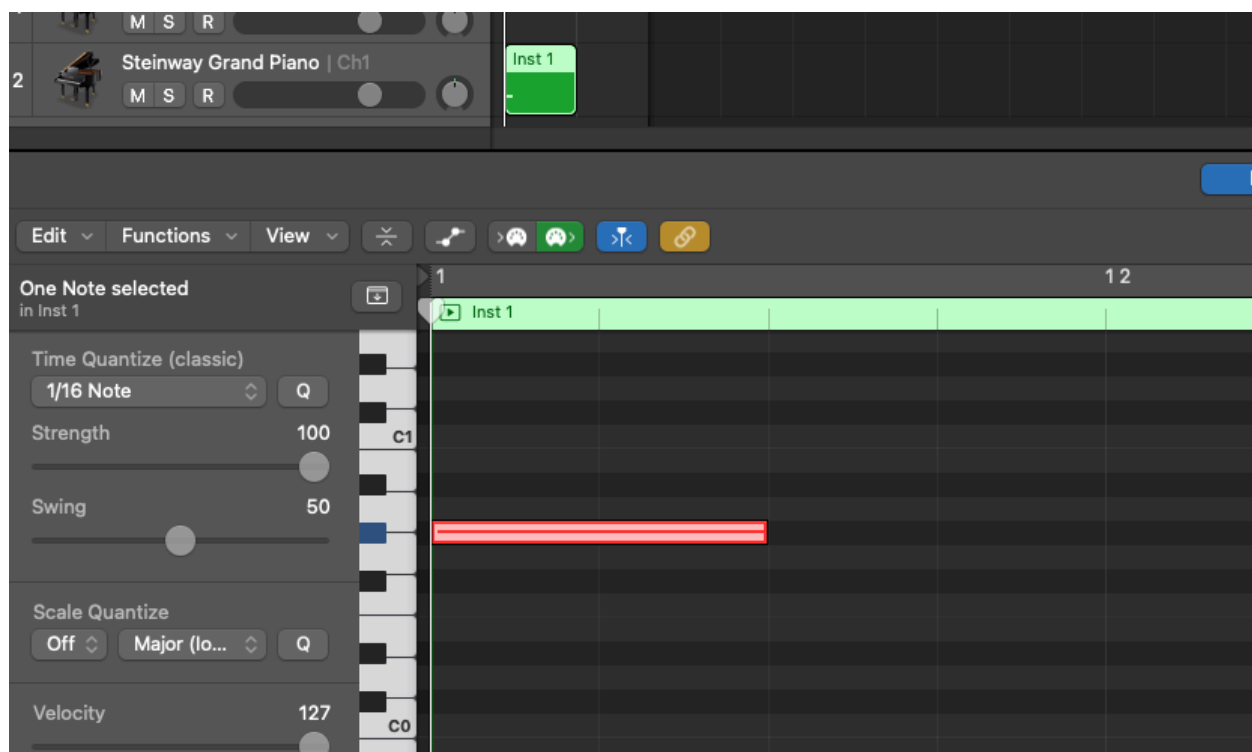 M S R
Steinway Grand Piano | Ch1
2
M S R
Inst 1
Edit Functions View
One Note selected
in Inst 1
1
1 2
Inst 1
Time Quantize (classic)
1/16 Note Q
Strength 100
C1
Swing 50
Scale Quantize
Off Major (Io... Q
Velocity 127
C0